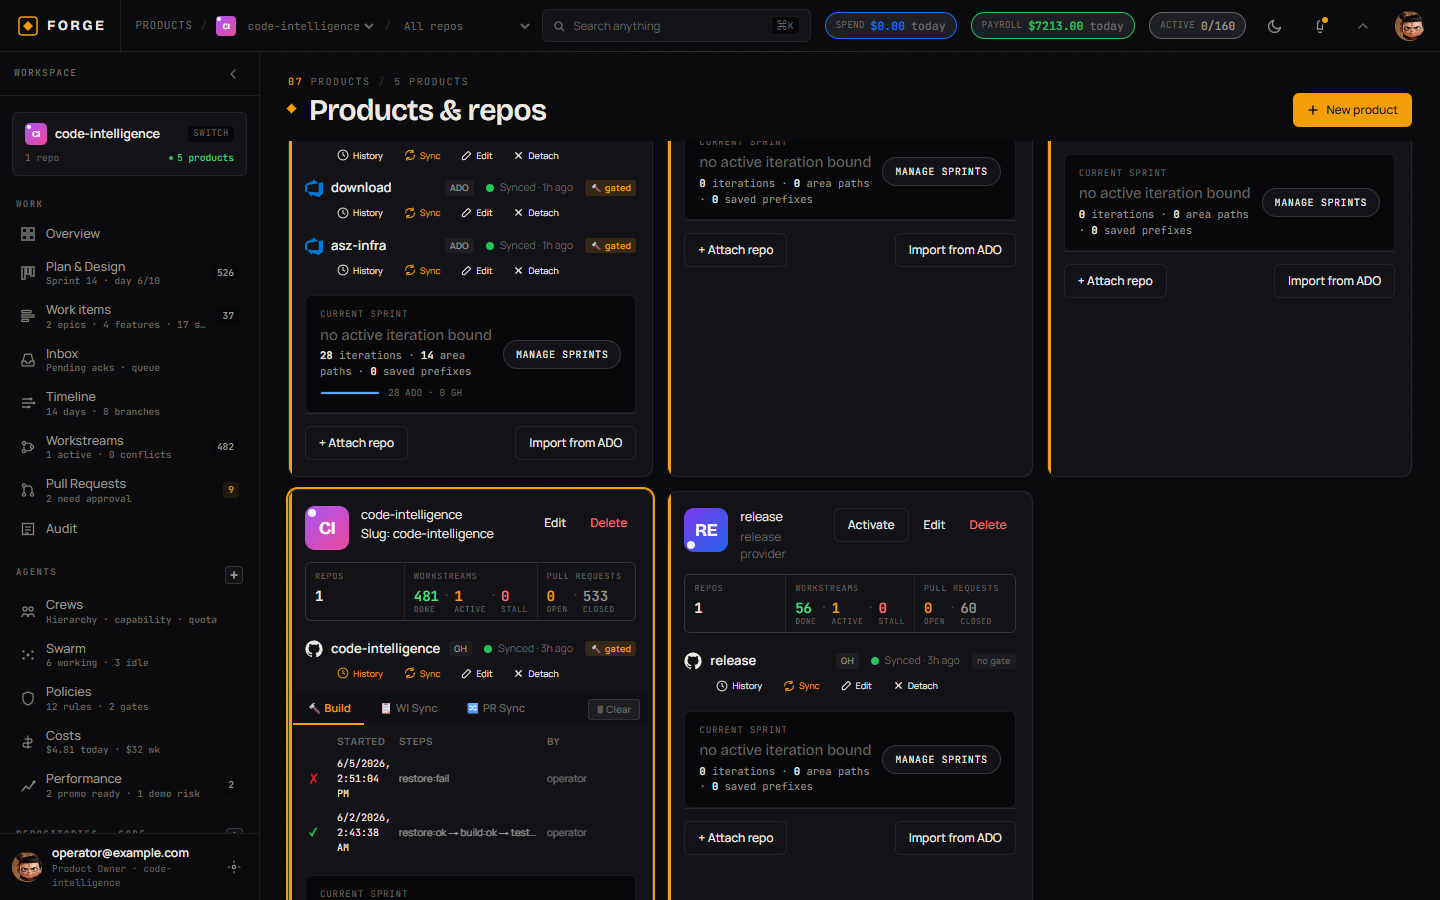 FORGE
PRODUCTS / CI code-intelligence / All repos
Search anything ⌘K
SPEND $0.00 today
PAYROLL $7213.00 today
ACTIVE 0/160
WORKSPACE
CI code-intelligence SWITCH
1 repo • 5 products
WORK
Overview
Plan & Design 526
Sprint 14 · day 6/10
Work items 37
2 epics · 4 features · 17 s…
Inbox
Pending acks · queue
Timeline
14 days · 8 branches
Workstreams 482
1 active · 0 conflicts
Pull Requests 9
2 need approval
Audit
AGENTS +
Crews
Hierarchy · capability · quota
Swarm
6 working · 3 idle
Policies
12 rules · 2 gates
Costs
$4.81 today · $32 wk
Performance 2
2 promo ready · 1 demo risk
operator@example.com
Product Owner · code-
intelligence
07 PRODUCTS / 5 PRODUCTS
Products & repos
+ New product
History Sync Edit Detach
download ADO Synced · 1h ago gated
History Sync Edit Detach
asz-infra ADO Synced · 1h ago gated
History Sync Edit Detach
CURRENT SPRINT
no active iteration bound
28 iterations · 14 area
paths · 0 saved prefixes
MANAGE SPRINTS
28 ADO · 0 GH
+ Attach repo Import from ADO
CURRENT SPRINT
no active iteration bound
0 iterations · 0 area paths
· 0 saved prefixes
MANAGE SPRINTS
+ Attach repo Import from ADO
CURRENT SPRINT
no active iteration bound
0 iterations · 0 area paths
· 0 saved prefixes
MANAGE SPRINTS
+ Attach repo Import from ADO
CI code-intelligence
Slug: code-intelligence
Edit Delete
REPOS WORKSTREAMS PULL REQUESTS
1 481 · 1 · 0 0 · 533
DONE ACTIVE STALL OPEN CLOSED
code-intelligence GH Synced · 3h ago gated
History Sync Edit Detach
Build WI Sync PR Sync Clear
STARTED STEPS BY
6/5/2026,
2:51:04
PM
restore:fail operator
6/2/2026,
2:43:38
AM
restore:ok → build:ok → test… operator
CURRENT SPRINT
RE release
release
provider
Activate Edit Delete
REPOS WORKSTREAMS PULL REQUESTS
1 56 · 1 · 0 0 · 60
DONE ACTIVE STALL OPEN CLOSED
release GH Synced · 3h ago no gate
History Sync Edit Detach
CURRENT SPRINT
no active iteration bound
0 iterations · 0 area paths
· 0 saved prefixes
MANAGE SPRINTS
+ Attach repo Import from ADO